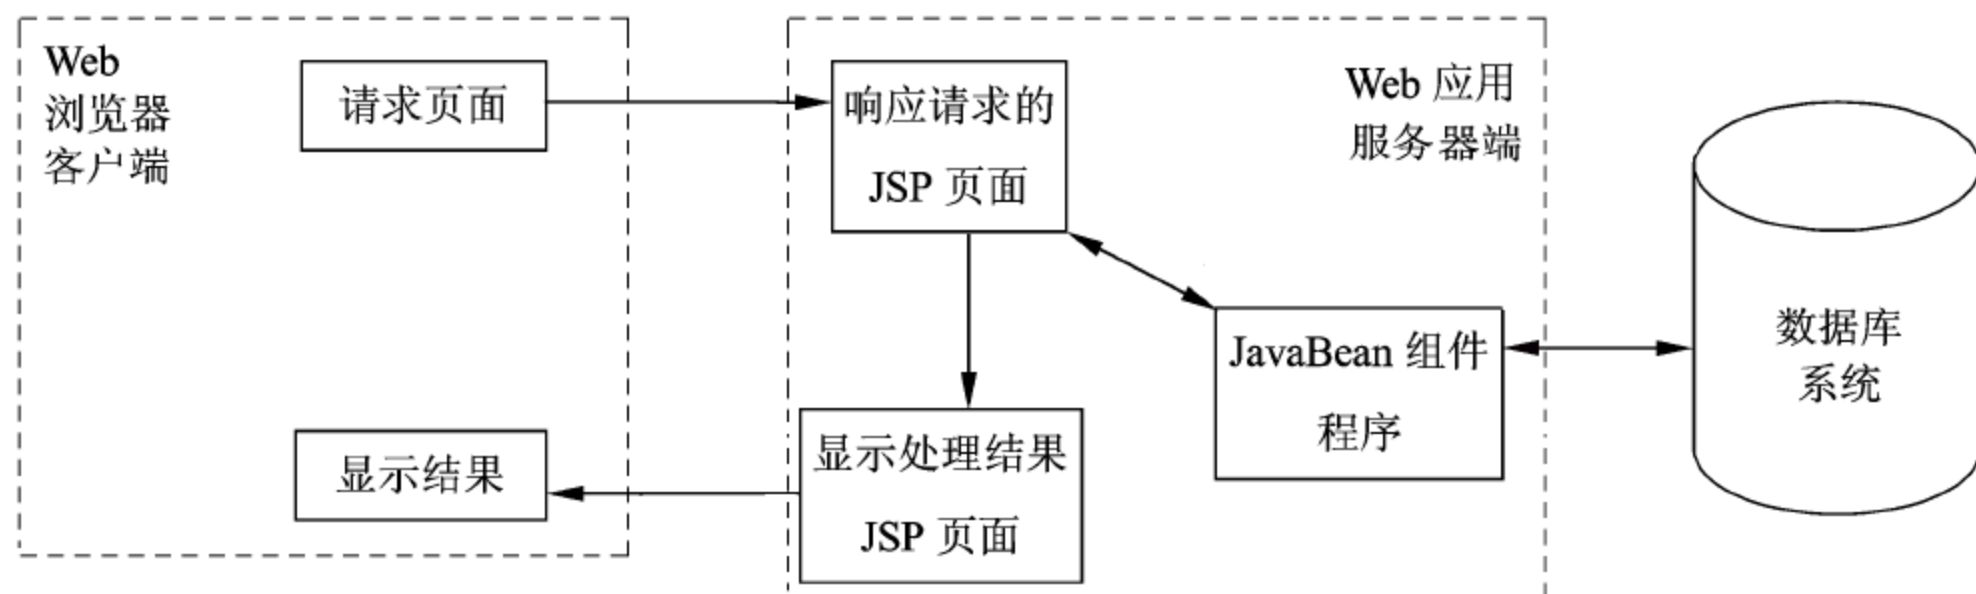 Web
浏览器
客户端
请求页面
响应请求的
JSP 页面
Web 应用
服务器端
JavaBean 组件
程序
数据库
系统
显示结果
显示处理结果
JSP 页面